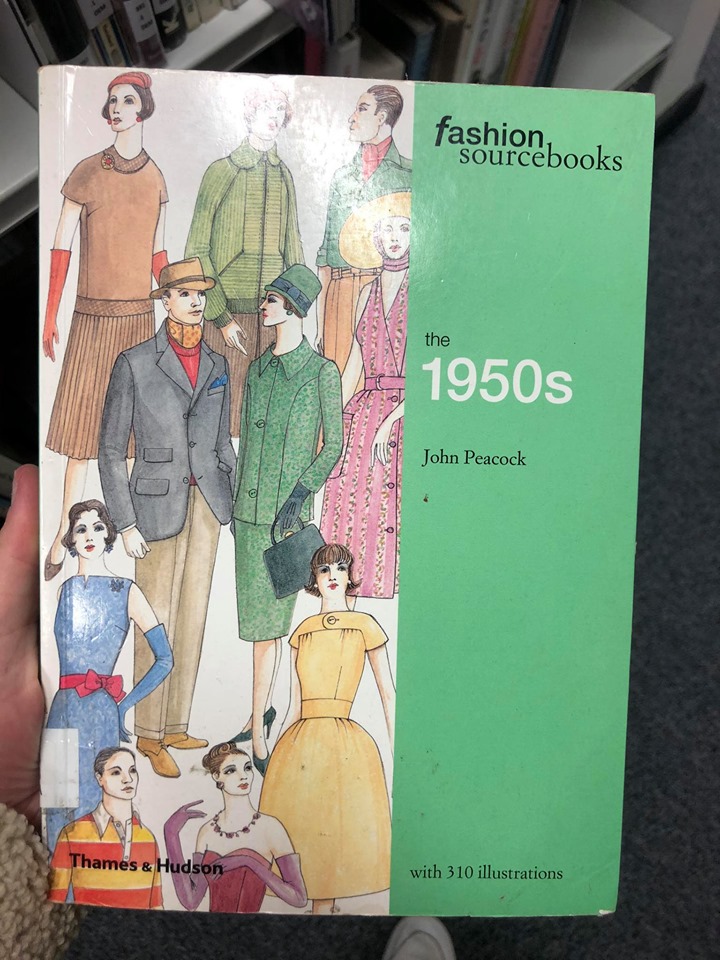 fashion
sourcebooks
the
1950s
John Peacock
Thames & Hudson
with 310 illustrations